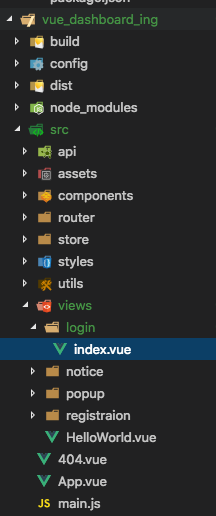 package.json
vue_dashboard_ing
build
config
dist
node_modules
src
api
assets
components
router
store
styles
utils
views
login
index.vue
notice
popup
registraion
HelloWorld.vue
404.vue
App.vue
JS main.js